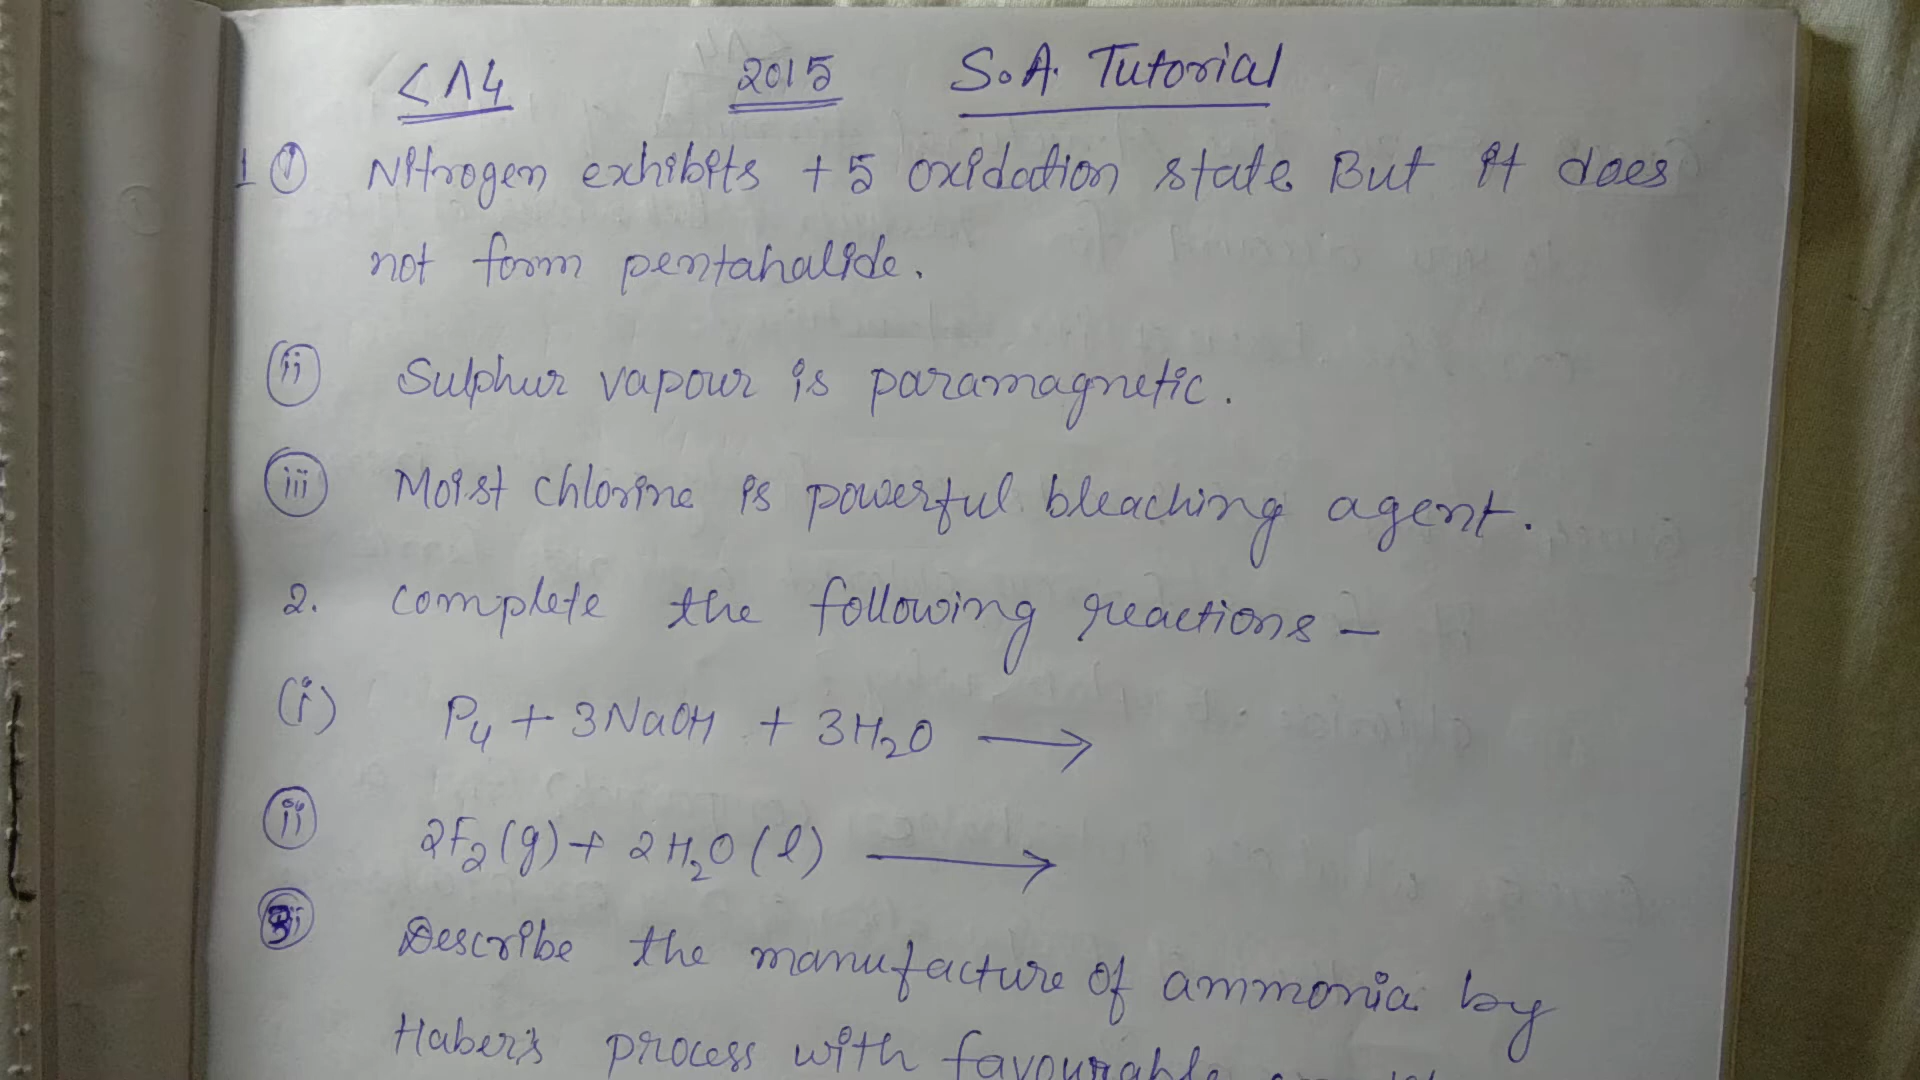 <14 2015 S.A. Tutorial
1 (i) Nitrogen exhibits +5 oxidation state. But it does
not form pentahalide.
(ii) Sulphur vapour is paramagnetic.
(iii) Moist chlorine is powerful bleaching agent.
2. Complete the following reactions –
(i) P₄ + 3NaOH + 3H₂O ⟶
(ii) 2F₂(g) + 2H₂O(l) ⟶
3 Describe the manufacture of ammonia by
Haber's process with favourable